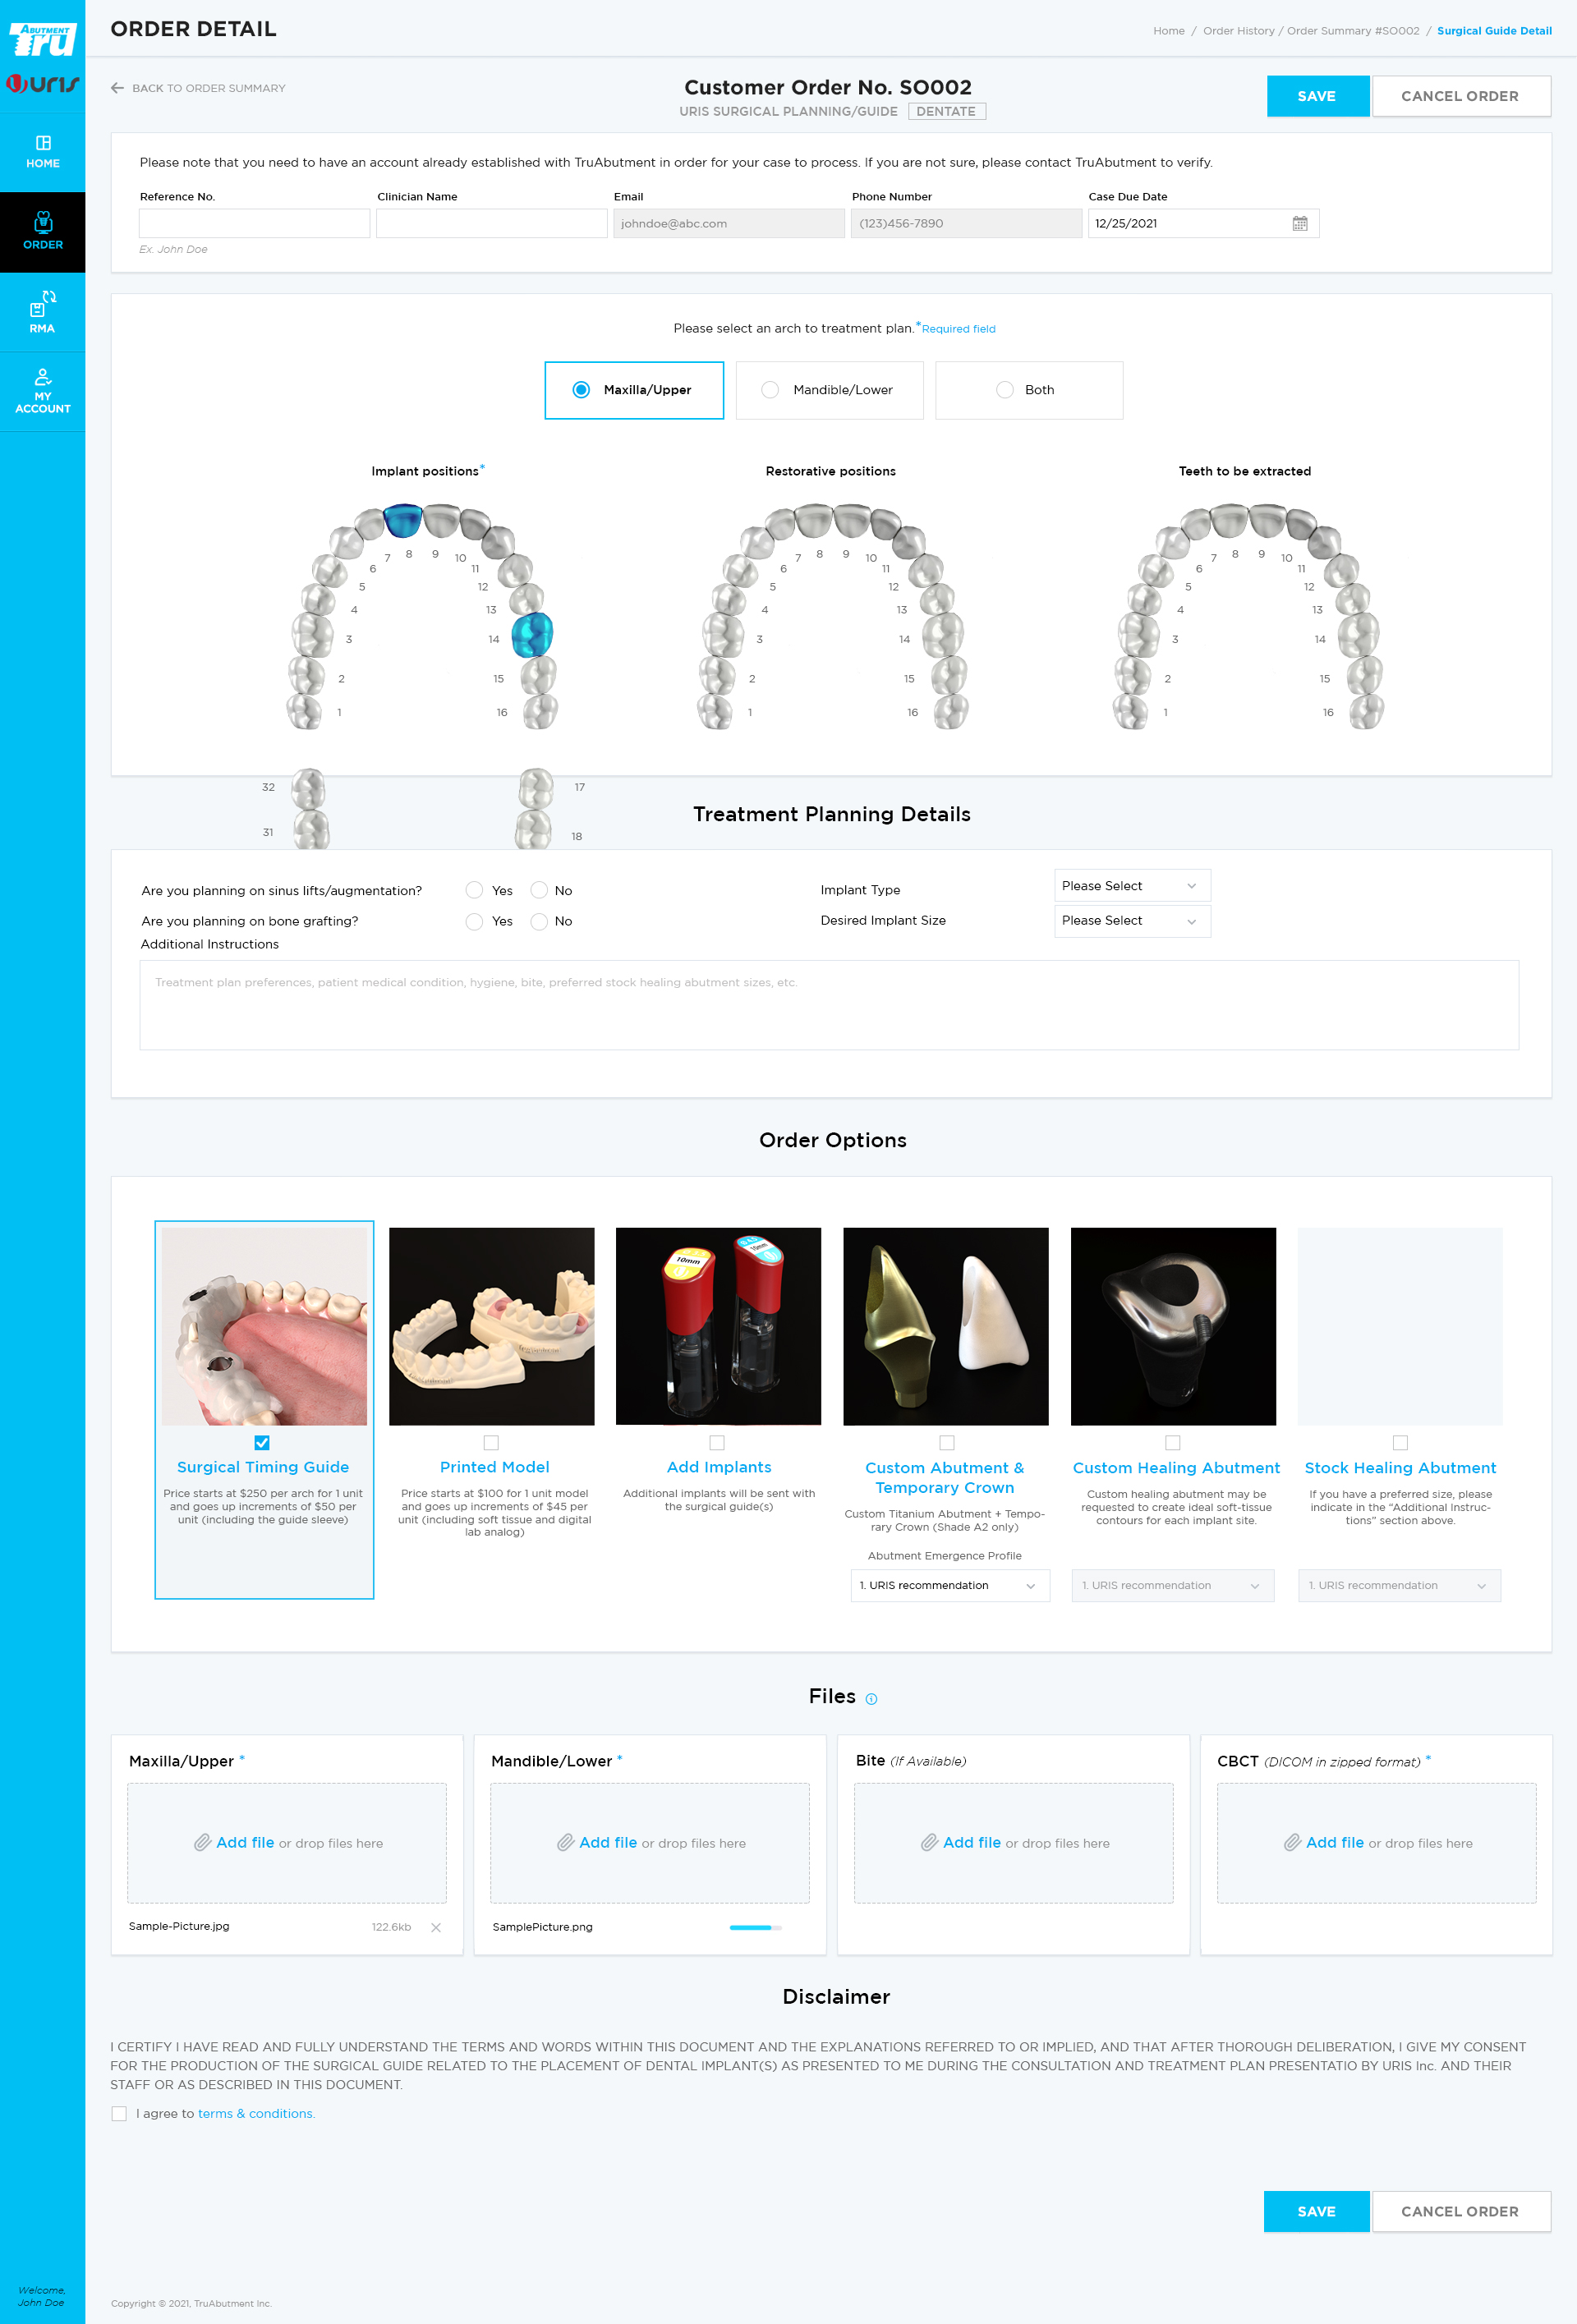 ABUTMENT
Tru
uris
HOME
ORDER
RMA
MY
ACCOUNT
Welcome,
John Doe
ORDER DETAIL
Home / Order History / Order Summary #SO002 / Surgical Guide Detail
BACK TO ORDER SUMMARY
Customer Order No. SO002
URIS SURGICAL PLANNING/GUIDE DENTATE
SAVE
CANCEL ORDER
Please note that you need to have an account already established with TruAbutment in order for your case to process. If you are not sure, please contact TruAbutment to verify.
Reference No.
Clinician Name
Email
Phone Number
Case Due Date
johndoe@abc.com
(123)456-7890
12/25/2021
Ex. John Doe
Please select an arch to treatment plan.*Required field
Maxilla/Upper
Mandible/Lower
Both
Implant positions*
Restorative positions
Teeth to be extracted
1 2 3 4 5 6 7 8 9 10 11 12 13 14 15 16
1 2 3 4 5 6 7 8 9 10 11 12 13 14 15 16
1 2 3 4 5 6 7 8 9 10 11 12 13 14 15 16
32 17
31 18
Treatment Planning Details
Are you planning on sinus lifts/augmentation? Yes No
Implant Type Please Select
Are you planning on bone grafting? Yes No
Desired Implant Size Please Select
Additional Instructions
Treatment plan preferences, patient medical condition, hygiene, bite, preferred stock healing abutment sizes, etc.
Order Options
10mm
Surgical Timing Guide
Price starts at $250 per arch for 1 unit
and goes up increments of $50 per
unit (including the guide sleeve)
Printed Model
Price starts at $100 for 1 unit model
and goes up increments of $45 per
unit (including soft tissue and digital
lab analog)
Add Implants
Additional implants will be sent with
the surgical guide(s)
Custom Abutment &
Temporary Crown
Custom Titanium Abutment + Tempo-
rary Crown (Shade A2 only)
Abutment Emergence Profile
1. URIS recommendation
Custom Healing Abutment
Custom healing abutment may be
requested to create ideal soft-tissue
contours for each implant site.
1. URIS recommendation
Stock Healing Abutment
If you have a preferred size, please
indicate in the “Additional Instruc-
tions” section above.
1. URIS recommendation
Files
Maxilla/Upper *
Add file or drop files here
Sample-Picture.jpg 122.6kb
Mandible/Lower *
Add file or drop files here
SamplePicture.png
Bite (If Available)
Add file or drop files here
CBCT (DICOM in zipped format) *
Add file or drop files here
Disclaimer
I CERTIFY I HAVE READ AND FULLY UNDERSTAND THE TERMS AND WORDS WITHIN THIS DOCUMENT AND THE EXPLANATIONS REFERRED TO OR IMPLIED, AND THAT AFTER THOROUGH DELIBERATION, I GIVE MY CONSENT
FOR THE PRODUCTION OF THE SURGICAL GUIDE RELATED TO THE PLACEMENT OF DENTAL IMPLANT(S) AS PRESENTED TO ME DURING THE CONSULTATION AND TREATMENT PLAN PRESENTATIO BY URIS Inc. AND THEIR
STAFF OR AS DESCRIBED IN THIS DOCUMENT.
I agree to terms & conditions.
SAVE
CANCEL ORDER
Copyright © 2021, TruAbutment Inc.